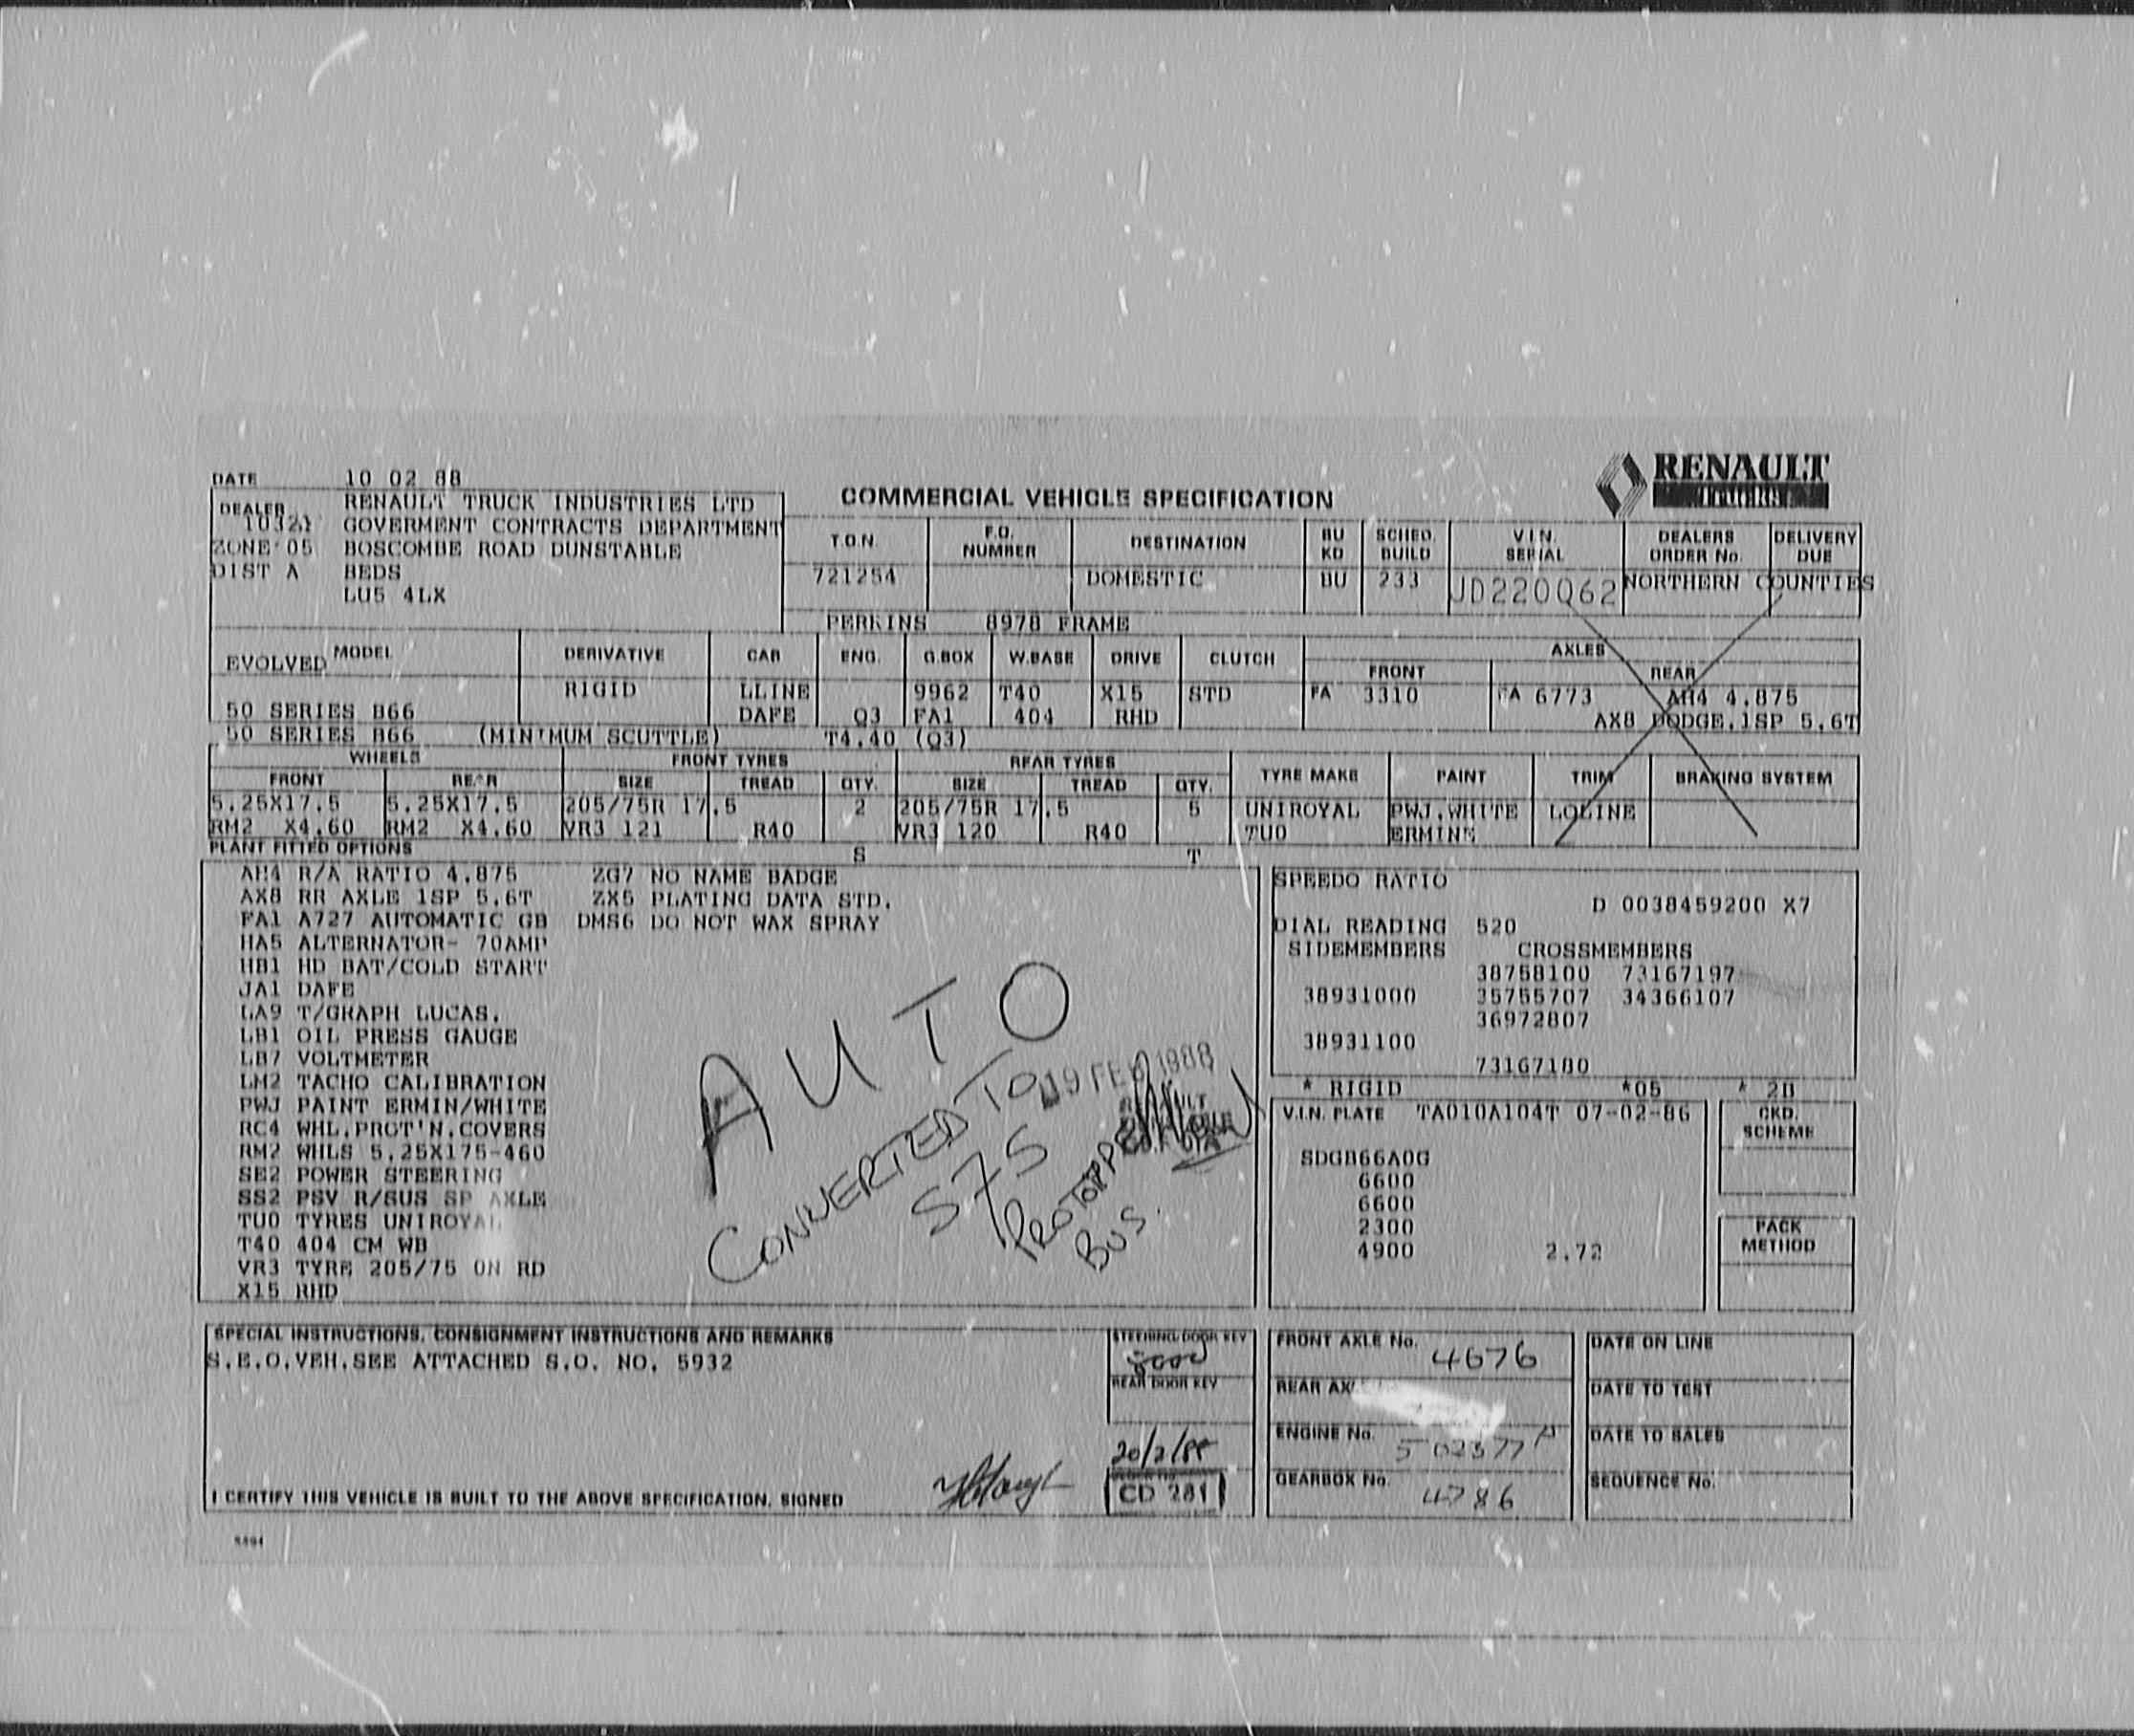 RENAULT
TRUCKS
DATE 10 02 88
DEALER RENAULT TRUCK INDUSTRIES LTD
GOVERMENT CONTRACTS DEPARTMENT
ZONE 05 BOSCOMBE ROAD DUNSTABLE
DIST A BEDS
LU5 4LX
COMMERCIAL VEHICLE SPECIFICATION
T.O.N. F.O. NUMBER DESTINATION BU KD SCHED. BUILD V.I.N. SERIAL DEALERS ORDER No. DELIVERY DUE
721254 DOMESTIC BU 233 JD220062 NORTHERN COUNTIES
PERKINS 8978 FRAME
MODEL DERIVATIVE CAB ENG. G.BOX W.BASE DRIVE CLUTCH AXLES
FRONT REAR
EVOLVED
RIGID LLINE 9962 T40 X15 STD FA 3310 FA 6773 AH4 4.875
50 SERIES B66 DAFE Q3 FA1 404 RHD AX8 DODGE.1SP 5.6T
50 SERIES B66 (MINIMUM SCUTTLE) T4.40 (Q3)
WHEELS FRONT TYRES REAR TYRES TYRE MAKE PAINT TRIM BRAKING SYSTEM
FRONT REAR SIZE TREAD QTY. SIZE TREAD QTY.
5.25X17.5 5.25X17.5 205/75R 17.5 2 205/75R 17.5 5 UNIROYAL PWJ.WHITE LOLINE
RM2 X4.60 RM2 X4.60 VR3 121 R40 VR3 120 R40 TU0 ERMINE
PLANT FITTED OPTIONS S T
AH4 R/A RATIO 4.875 ZG7 NO NAME BADGE
AX8 RR AXLE 1SP 5.6T ZX5 PLATING DATA STD.
FA1 A727 AUTOMATIC GB DMS6 DO NOT WAX SPRAY
HA5 ALTERNATOR- 70AMP
HB1 HD BAT/COLD START
JA1 DAFE
LA9 T/GRAPH LUCAS.
LB1 OIL PRESS GAUGE
LB7 VOLTMETER
LM2 TACHO CALIBRATION
PWJ PAINT ERMIN/WHITE
RC4 WHL.PROT'N.COVERS
RM2 WHLS 5.25X175-460
SE2 POWER STEERING
SS2 PSV R/SUS SP AXLE
TU0 TYRES UNIROYAL
T40 404 CM WB
VR3 TYRE 205/75 ON RD
X15 RHD
AUTO
CONVERTED TO
S75
PROTOTYPE
BUS.
19 FEB 1988
SPEEDO RATIO
D 0038459200 X7
DIAL READING 520
SIDEMEMBERS CROSSMEMBERS
38758100 73167197
38931000 35755707 34366107
36972807
38931100
73167180
* RIGID *05 * 2B
V.I.N. PLATE TA010A104T 07-02-86
SDGB66A0G
6600
6600
2300
4900 2.72
CKD. SCHEME
PACK METHOD
SPECIAL INSTRUCTIONS, CONSIGNMENT INSTRUCTIONS AND REMARKS
S.E.O.VEH.SEE ATTACHED S.O. NO. 5932
I CERTIFY THIS VEHICLE IS BUILT TO THE ABOVE SPECIFICATION. SIGNED
STEERING/DOOR KEY
REAR DOOR KEY
20/2/88
CD 281
FRONT AXLE No. 4676
REAR AX
ENGINE No. 502377A
GEARBOX No. 4786
DATE ON LINE
DATE TO TEST
DATE TO SALES
SEQUENCE No.